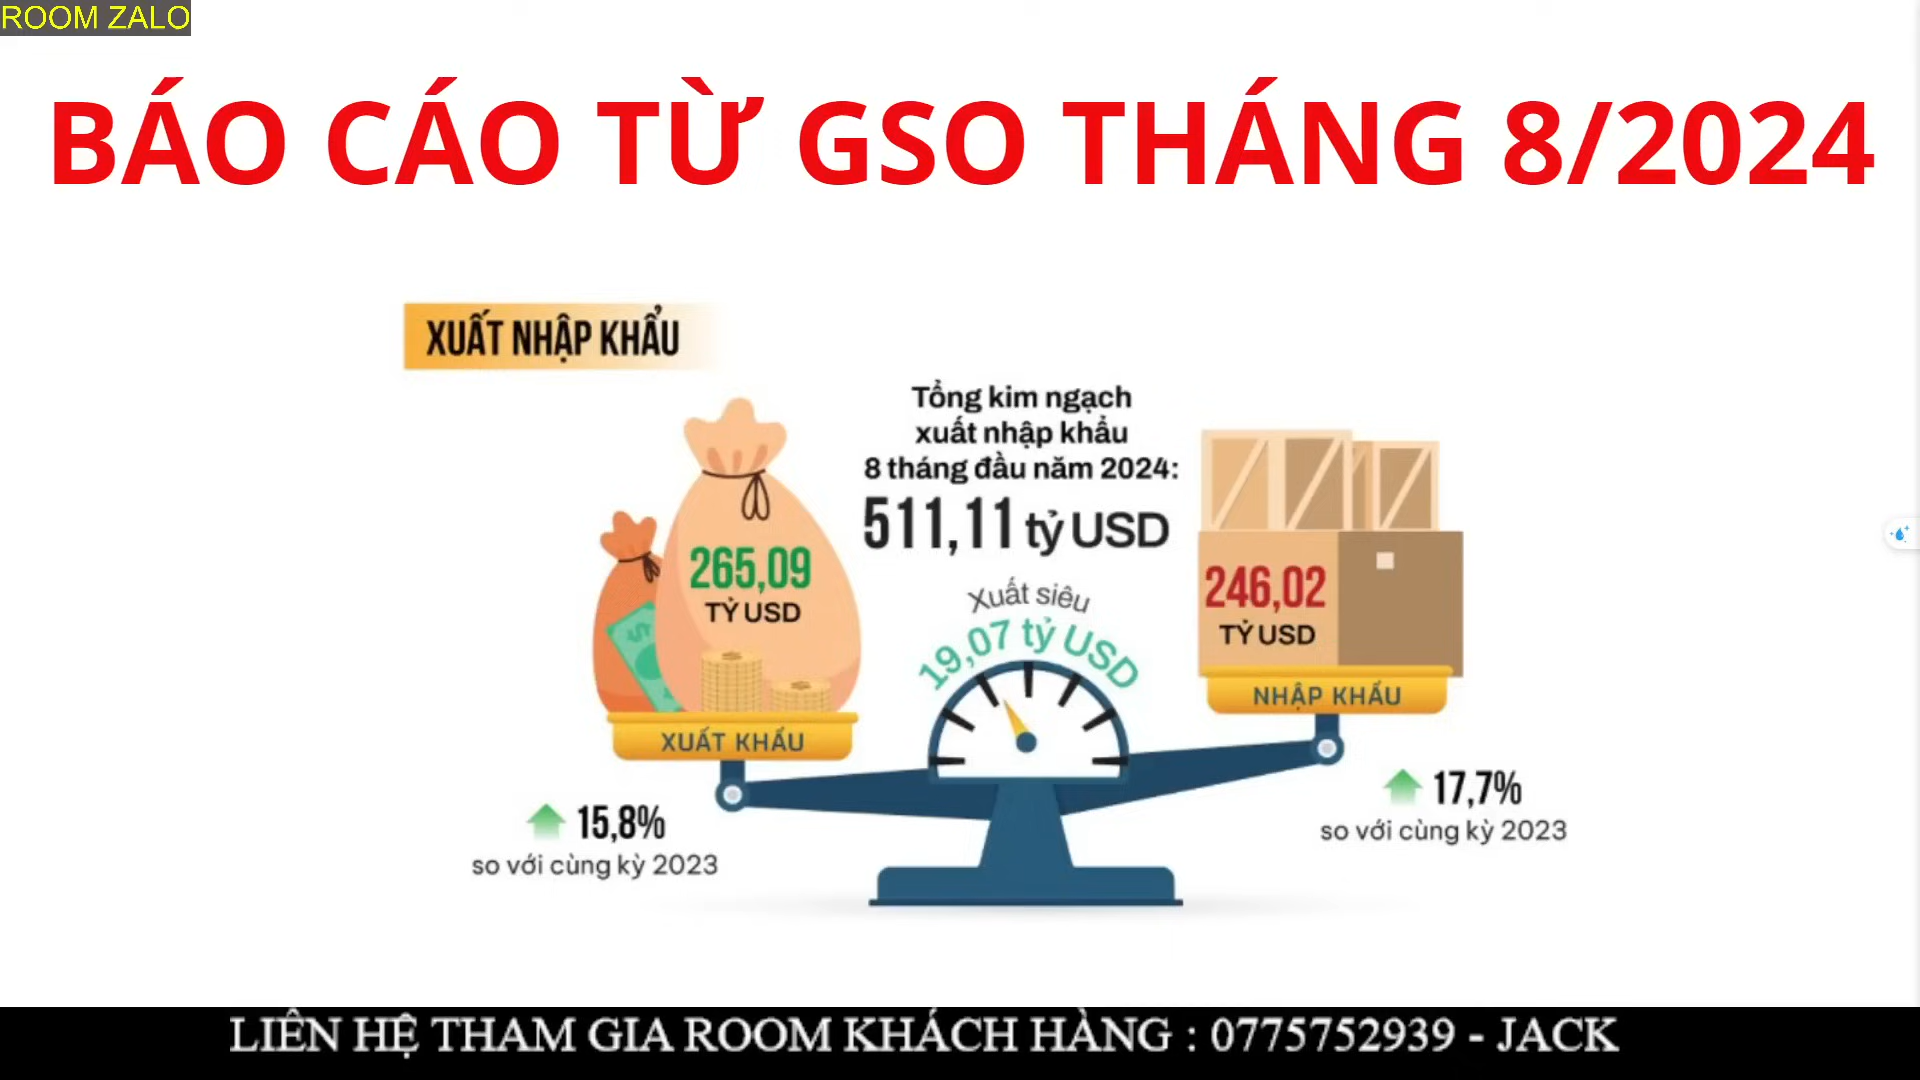 ROOM ZALO
BÁO CÁO TỪ GSO THÁNG 8/2024
XUẤT NHẬP KHẨU
Tổng kim ngạch
xuất nhập khẩu
8 tháng đầu năm 2024:
511,11 tỷ USD
265,09
TỶ USD
Xuất siêu
19,07 tỷ USD
246,02
TỶ USD
XUẤT KHẨU
NHẬP KHẨU
15,8%
so với cùng kỳ 2023
17,7%
so với cùng kỳ 2023
LIÊN HỆ THAM GIA ROOM KHÁCH HÀNG : 0775752939 - JACK